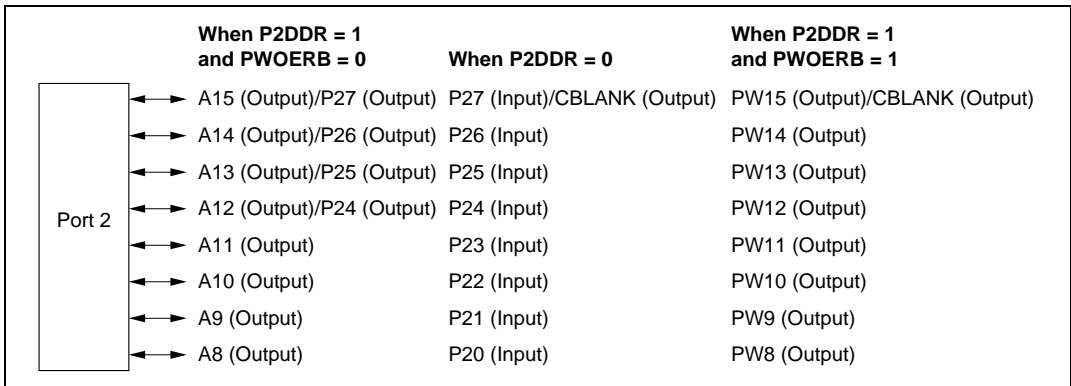 When P2DDR = 1 and PWOERB = 0 When P2DDR = 0 When P2DDR = 1 and PWOERB = 1
Port 2
A15 (Output)/P27 (Output) P27 (Input)/CBLANK (Output) PW15 (Output)/CBLANK (Output)
A14 (Output)/P26 (Output) P26 (Input) PW14 (Output)
A13 (Output)/P25 (Output) P25 (Input) PW13 (Output)
A12 (Output)/P24 (Output) P24 (Input) PW12 (Output)
A11 (Output) P23 (Input) PW11 (Output)
A10 (Output) P22 (Input) PW10 (Output)
A9 (Output) P21 (Input) PW9 (Output)
A8 (Output) P20 (Input) PW8 (Output)